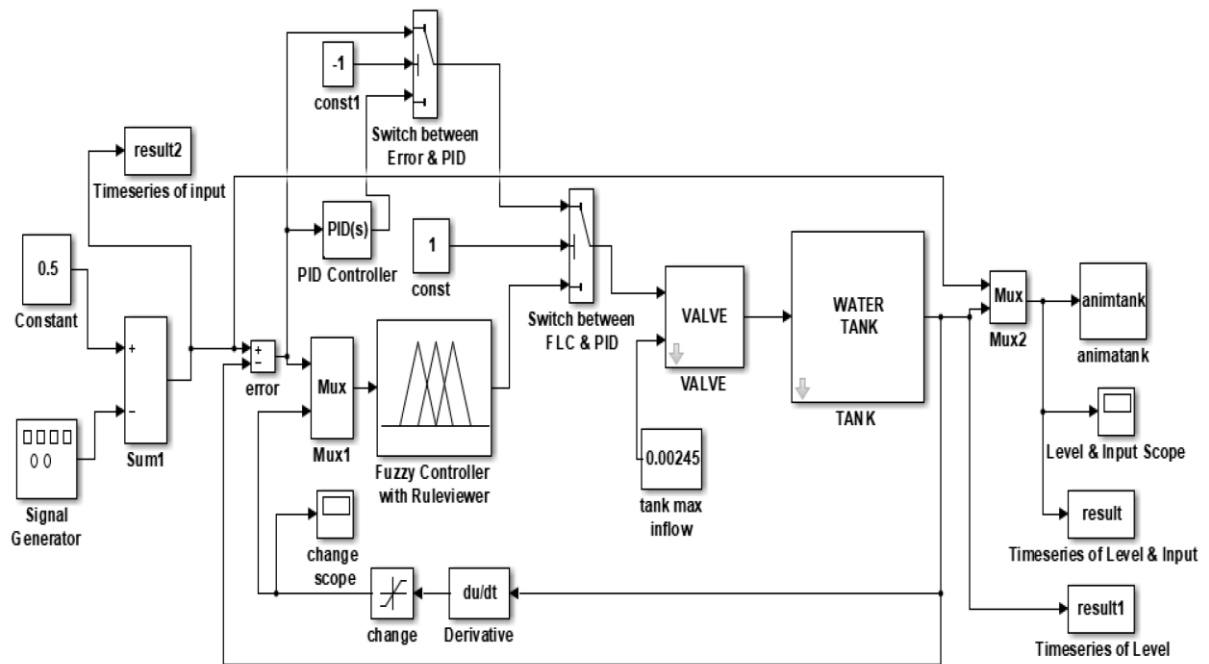 -1
const1
Switch between
Error & PID
result2
Timeseries of input
PID(s)
PID Controller
1
const
0.5
Constant
+
-
Sum1
Signal
Generator
+
-
error
Mux
Mux1
Fuzzy Controller
with Ruleviewer
Switch between
FLC & PID
VALVE
VALVE
WATER
TANK
TANK
0.00245
tank max
inflow
Mux
Mux2
animtank
animatank
Level & Input Scope
result
Timeseries of Level & Input
result1
Timeseries of Level
change
scope
change
du/dt
Derivative